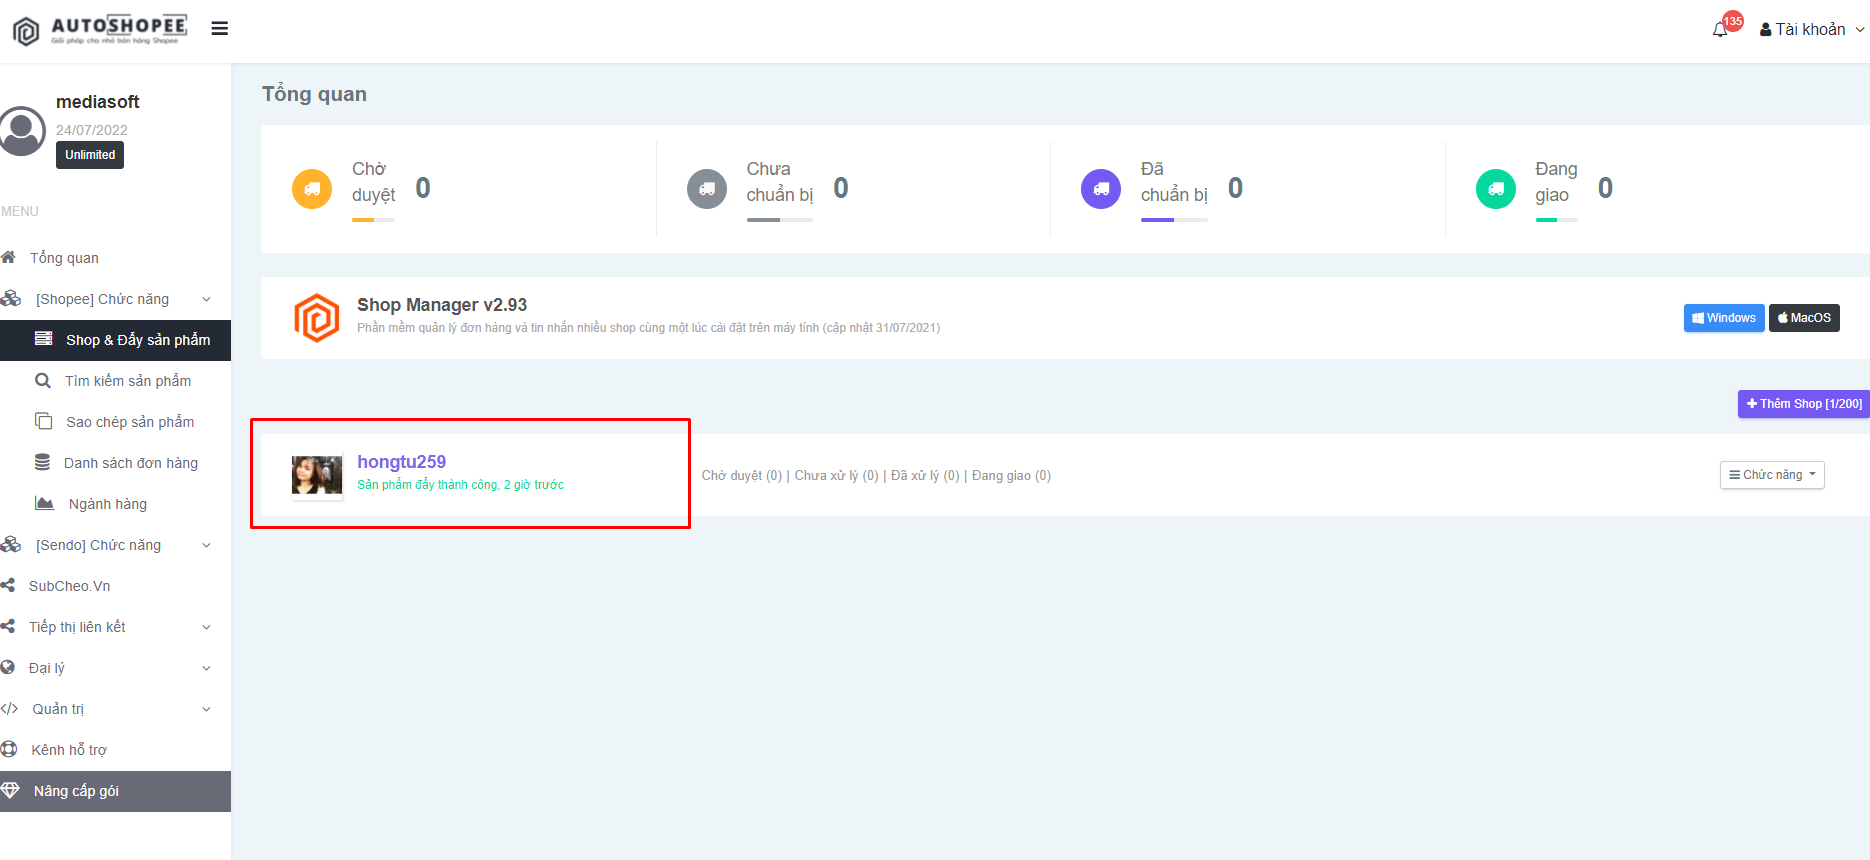 AUTOSHOPEE
Giải pháp cho nhà bán hàng Shopee
135
Tài khoản
mediasoft
24/07/2022
Unlimited
MENU
Tổng quan
[Shopee] Chức năng
Shop & Đẩy sản phẩm
Tìm kiếm sản phẩm
Sao chép sản phẩm
Danh sách đơn hàng
Ngành hàng
[Sendo] Chức năng
SubCheo.Vn
Tiếp thị liên kết
Đại lý
Quản trị
Kênh hỗ trợ
Nâng cấp gói
Tổng quan
Chờ
duyệt 0
Chưa
chuẩn bị 0
Đã
chuẩn bị 0
Đang
giao 0
Shop Manager v2.93
Phần mềm quản lý đơn hàng và tin nhắn nhiều shop cùng một lúc cài đặt trên máy tính (cập nhật 31/07/2021)
Windows MacOS
+ Thêm Shop [1/200]
hongtu259
Sản phẩm đẩy thành công, 2 giờ trước
Chờ duyệt (0) | Chưa xử lý (0) | Đã xử lý (0) | Đang giao (0)
Chức năng